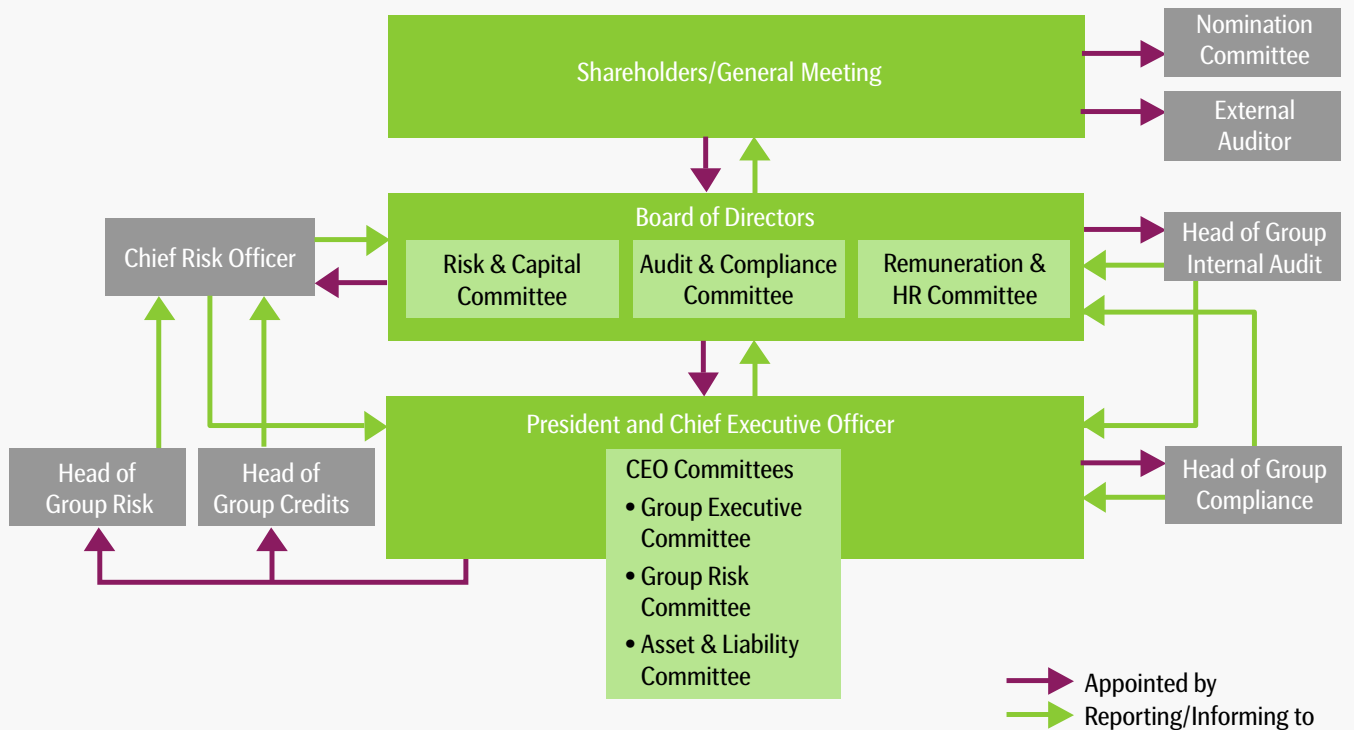 Shareholders/General Meeting
Nomination
Committee
External
Auditor
Board of Directors
Risk & Capital
Committee
Audit & Compliance
Committee
Remuneration &
HR Committee
Chief Risk Officer
Head of Group
Internal Audit
President and Chief Executive Officer
CEO Committees
• Group Executive
Committee
• Group Risk
Committee
• Asset & Liability
Committee
Head of
Group Risk
Head of
Group Credits
Head of Group
Compliance
Appointed by
Reporting/Informing to